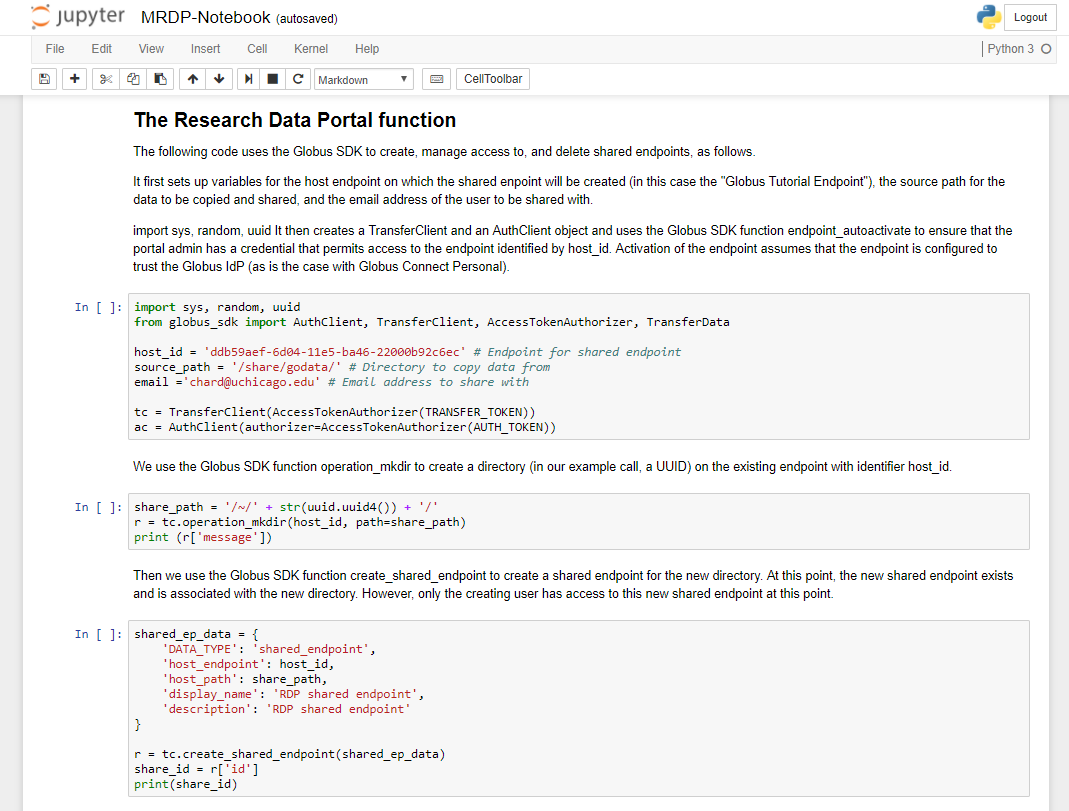 jupyter MRDP-Notebook (autosaved) Logout
File Edit View Insert Cell Kernel Help Python 3
Markdown CellToolbar
The Research Data Portal function
The following code uses the Globus SDK to create, manage access to, and delete shared endpoints, as follows.
It first sets up variables for the host endpoint on which the shared enpoint will be created (in this case the "Globus Tutorial Endpoint"), the source path for the
data to be copied and shared, and the email address of the user to be shared with.
import sys, random, uuid It then creates a TransferClient and an AuthClient object and uses the Globus SDK function endpoint_autoactivate to ensure that the
portal admin has a credential that permits access to the endpoint identified by host_id. Activation of the endpoint assumes that the endpoint is configured to
trust the Globus IdP (as is the case with Globus Connect Personal).
In [ ]: import sys, random, uuid
from globus_sdk import AuthClient, TransferClient, AccessTokenAuthorizer, TransferData
host_id = 'ddb59aef-6d04-11e5-ba46-22000b92c6ec' # Endpoint for shared endpoint
source_path = '/share/godata/' # Directory to copy data from
email ='chard@uchicago.edu' # Email address to share with
tc = TransferClient(AccessTokenAuthorizer(TRANSFER_TOKEN))
ac = AuthClient(authorizer=AccessTokenAuthorizer(AUTH_TOKEN))
We use the Globus SDK function operation_mkdir to create a directory (in our example call, a UUID) on the existing endpoint with identifier host_id.
In [ ]: share_path = '/~/' + str(uuid.uuid4()) + '/'
r = tc.operation_mkdir(host_id, path=share_path)
print (r['message'])
Then we use the Globus SDK function create_shared_endpoint to create a shared endpoint for the new directory. At this point, the new shared endpoint exists
and is associated with the new directory. However, only the creating user has access to this new shared endpoint at this point.
In [ ]: shared_ep_data = {
'DATA_TYPE': 'shared_endpoint',
'host_endpoint': host_id,
'host_path': share_path,
'display_name': 'RDP shared endpoint',
'description': 'RDP shared endpoint'
}
r = tc.create_shared_endpoint(shared_ep_data)
share_id = r['id']
print(share_id)